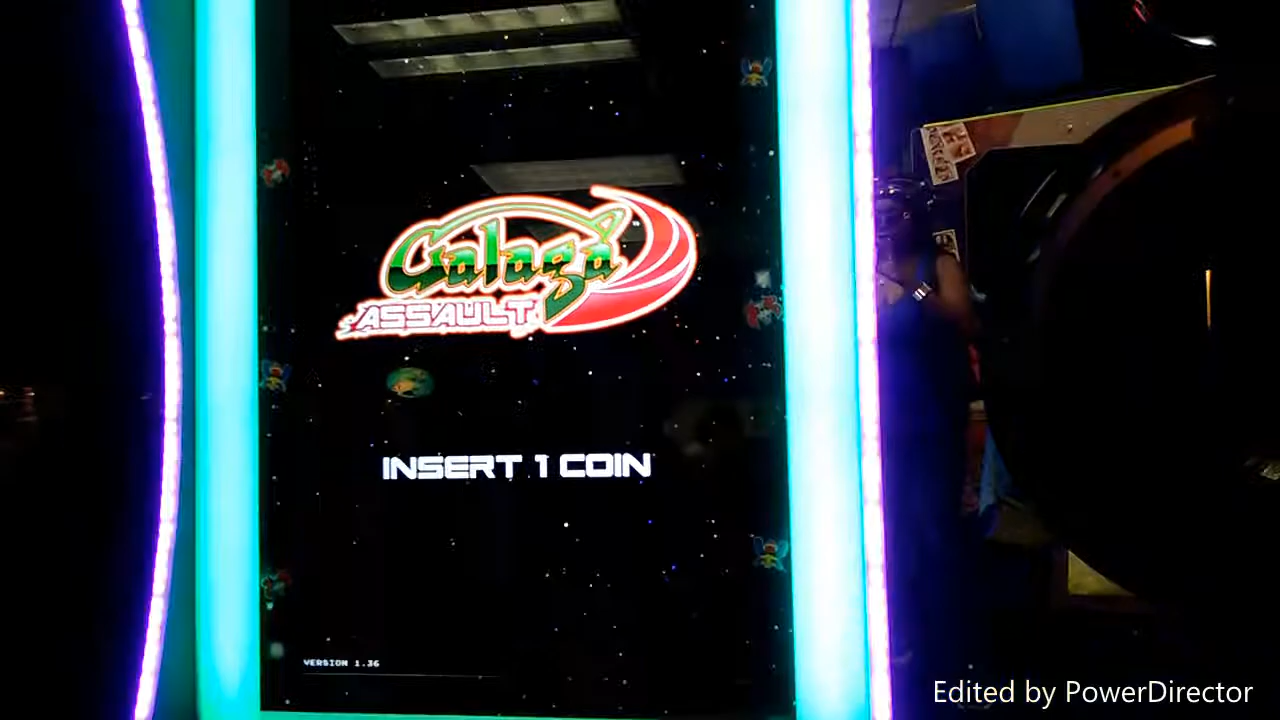 Galaga
ASSAULT
INSERT 1 COIN
VERSION 1.36
Edited by PowerDirector